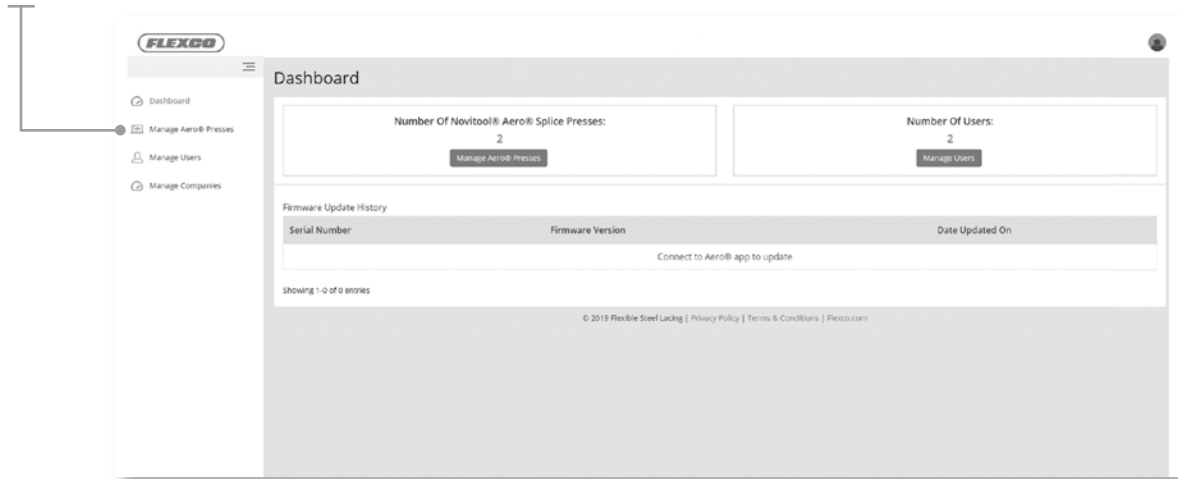 FLEXCO
Dashboard
Dashboard
Manage Aero® Presses
Manage Users
Manage Companies
Number Of Novitool® Aero® Splice Presses:
2
Manage Aero® Presses
Number Of Users:
2
Manage Users
Firmware Update History
Serial Number Firmware Version Date Updated On
Connect to Aero® app to update
Showing 1-0 of 0 entries
© 2019 Flexible Steel Lacing | Privacy Policy | Terms & Conditions | Flexco.com